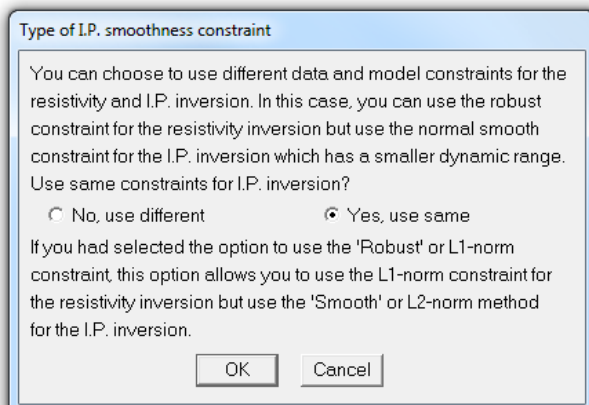 Type of I.P. smoothness constraint
You can choose to use different data and model constraints for the
resistivity and I.P. inversion. In this case, you can use the robust
constraint for the resistivity inversion but use the normal smooth
constraint for the I.P. inversion which has a smaller dynamic range.
Use same constraints for I.P. inversion?
No, use different Yes, use same
If you had selected the option to use the 'Robust' or L1-norm
constraint, this option allows you to use the L1-norm constraint for
the resistivity inversion but use the 'Smooth' or L2-norm method
for the I.P. inversion.
OK Cancel